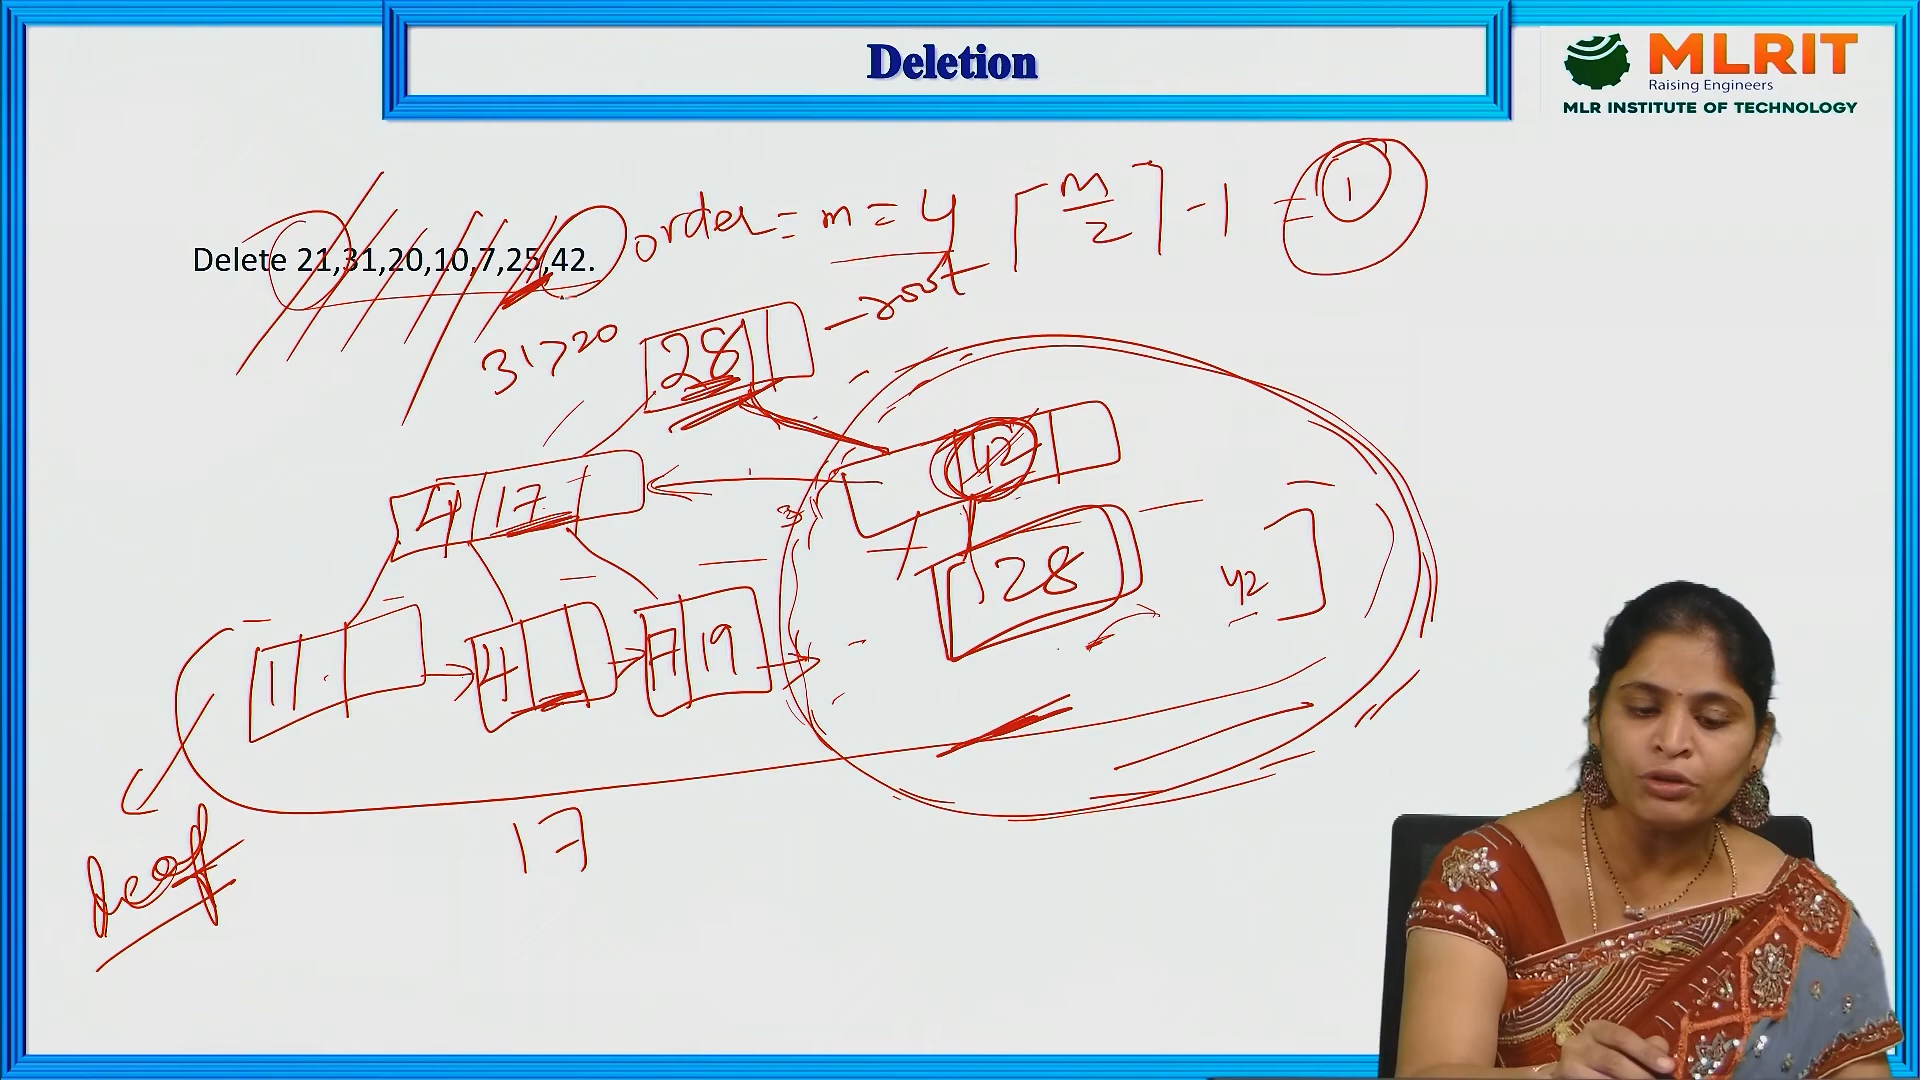 Deletion
MLRIT
Raising Engineers
MLR INSTITUTE OF TECHNOLOGY
order = m = 4 ⌈m/2⌉ - 1 = 1
Delete 21,31,20,10,7,25,42.
31>20
28 - root
4 17
42
28
42
1
4
17 19
17
leaf